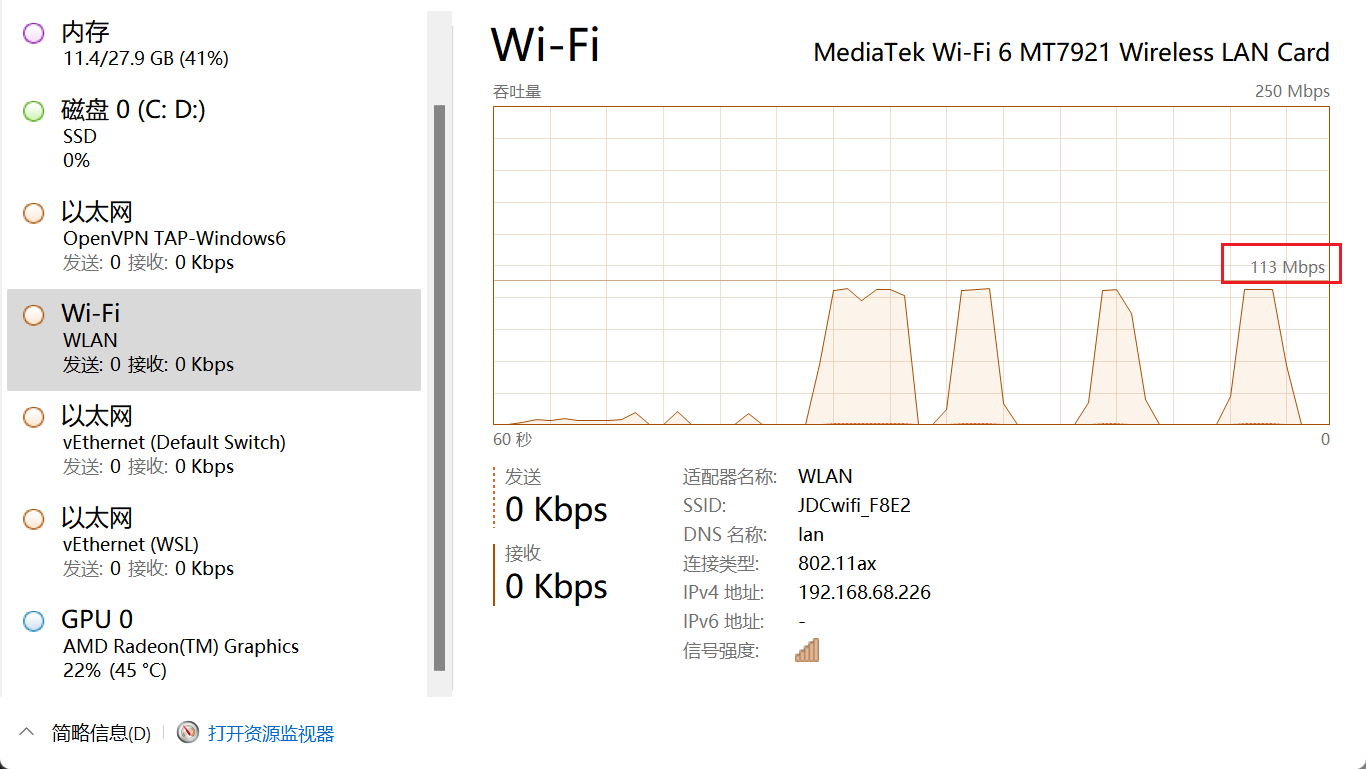 内存
11.4/27.9 GB (41%)
磁盘 0 (C: D:)
SSD
0%
以太网
OpenVPN TAP-Windows6
发送: 0 接收: 0 Kbps
Wi-Fi
WLAN
发送: 0 接收: 0 Kbps
以太网
vEthernet (Default Switch)
发送: 0 接收: 0 Kbps
以太网
vEthernet (WSL)
发送: 0 接收: 0 Kbps
GPU 0
AMD Radeon(TM) Graphics
22% (45 °C)
Wi-Fi
MediaTek Wi-Fi 6 MT7921 Wireless LAN Card
吞吐量
250 Mbps
113 Mbps
60 秒
0
发送
0 Kbps
接收
0 Kbps
适配器名称: WLAN
SSID: JDCwifi_F8E2
DNS 名称: lan
连接类型: 802.11ax
IPv4 地址: 192.168.68.226
IPv6 地址: -
信号强度:
简略信息(D)
打开资源监视器